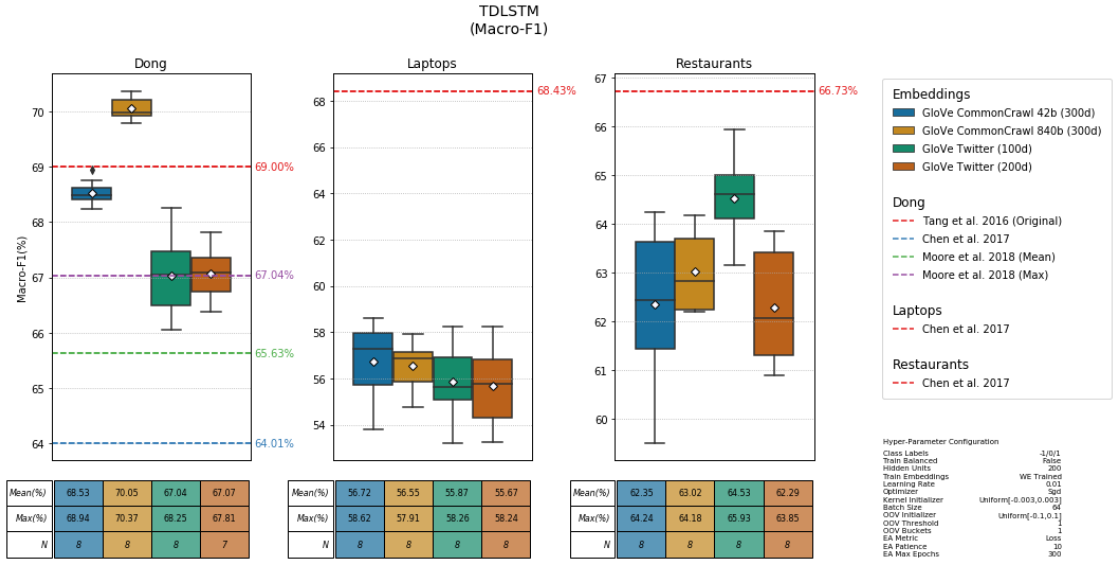 TDLSTM
(Macro-F1)
Dong
Laptops
Restaurants
Macro-F1(%)
70
69
68
67
66
65
64
69.00%
67.04%
65.63%
64.01%
68
66
64
62
60
58
56
54
68.43%
67
66
65
64
63
62
61
60
66.73%
Embeddings
GloVe CommonCrawl 42b (300d)
GloVe CommonCrawl 840b (300d)
GloVe Twitter (100d)
GloVe Twitter (200d)
Dong
Tang et al. 2016 (Original)
Chen et al. 2017
Moore et al. 2018 (Mean)
Moore et al. 2018 (Max)
Laptops
Chen et al. 2017
Restaurants
Chen et al. 2017
Mean(%) 68.53 70.05 67.04 67.07
Max(%) 68.94 70.37 68.25 67.81
N 8 8 8 7
Mean(%) 56.72 56.55 55.87 55.67
Max(%) 58.62 57.91 58.26 58.24
N 8 8 8 8
Mean(%) 62.35 63.02 64.53 62.29
Max(%) 64.24 64.18 65.93 63.85
N 8 8 8 8
Hyper-Parameter Configuration
Class Labels -1/0/1
Train Balanced False
Hidden Units 200
Train Embeddings WE Trained
Learning Rate 0.01
Optimizer Sgd
Kernel Initializer Uniform[-0.003,0.003]
Batch Size 64
OOV Initializer Uniform[-0.1,0.1]
OOV Threshold 1
OOV Buckets 1
EA Metric Loss
EA Patience 10
EA Max Epochs 300